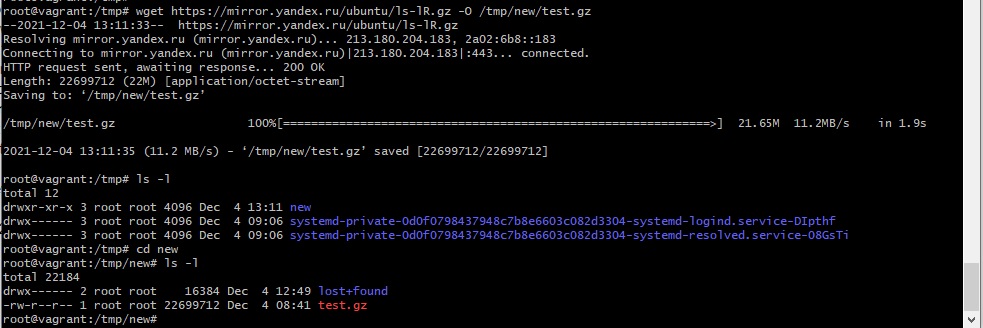 root@vagrant:/tmp# wget https://mirror.yandex.ru/ubuntu/ls-lR.gz -O /tmp/new/test.gz
--2021-12-04 13:11:33--  https://mirror.yandex.ru/ubuntu/ls-lR.gz
Resolving mirror.yandex.ru (mirror.yandex.ru)... 213.180.204.183, 2a02:6b8::183
Connecting to mirror.yandex.ru (mirror.yandex.ru)|213.180.204.183|:443... connected.
HTTP request sent, awaiting response... 200 OK
Length: 22699712 (22M) [application/octet-stream]
Saving to: ‘/tmp/new/test.gz’
/tmp/new/test.gz                   100%[=============================================================>]  21.65M  11.2MB/s    in 1.9s
2021-12-04 13:11:35 (11.2 MB/s) - ‘/tmp/new/test.gz’ saved [22699712/22699712]
root@vagrant:/tmp# ls -l
total 12
drwxr-xr-x 3 root root 4096 Dec  4 13:11 new
drwx------ 3 root root 4096 Dec  4 09:06 systemd-private-0d0f0798437948c7b8e6603c082d3304-systemd-logind.service-DIpthf
drwx------ 3 root root 4096 Dec  4 09:06 systemd-private-0d0f0798437948c7b8e6603c082d3304-systemd-resolved.service-O8GsTi
root@vagrant:/tmp# cd new
root@vagrant:/tmp/new# ls -l
total 22184
drwx------ 2 root root    16384 Dec  4 12:49 lost+found
-rw-r--r-- 1 root root 22699712 Dec  4 08:41 test.gz
root@vagrant:/tmp/new#